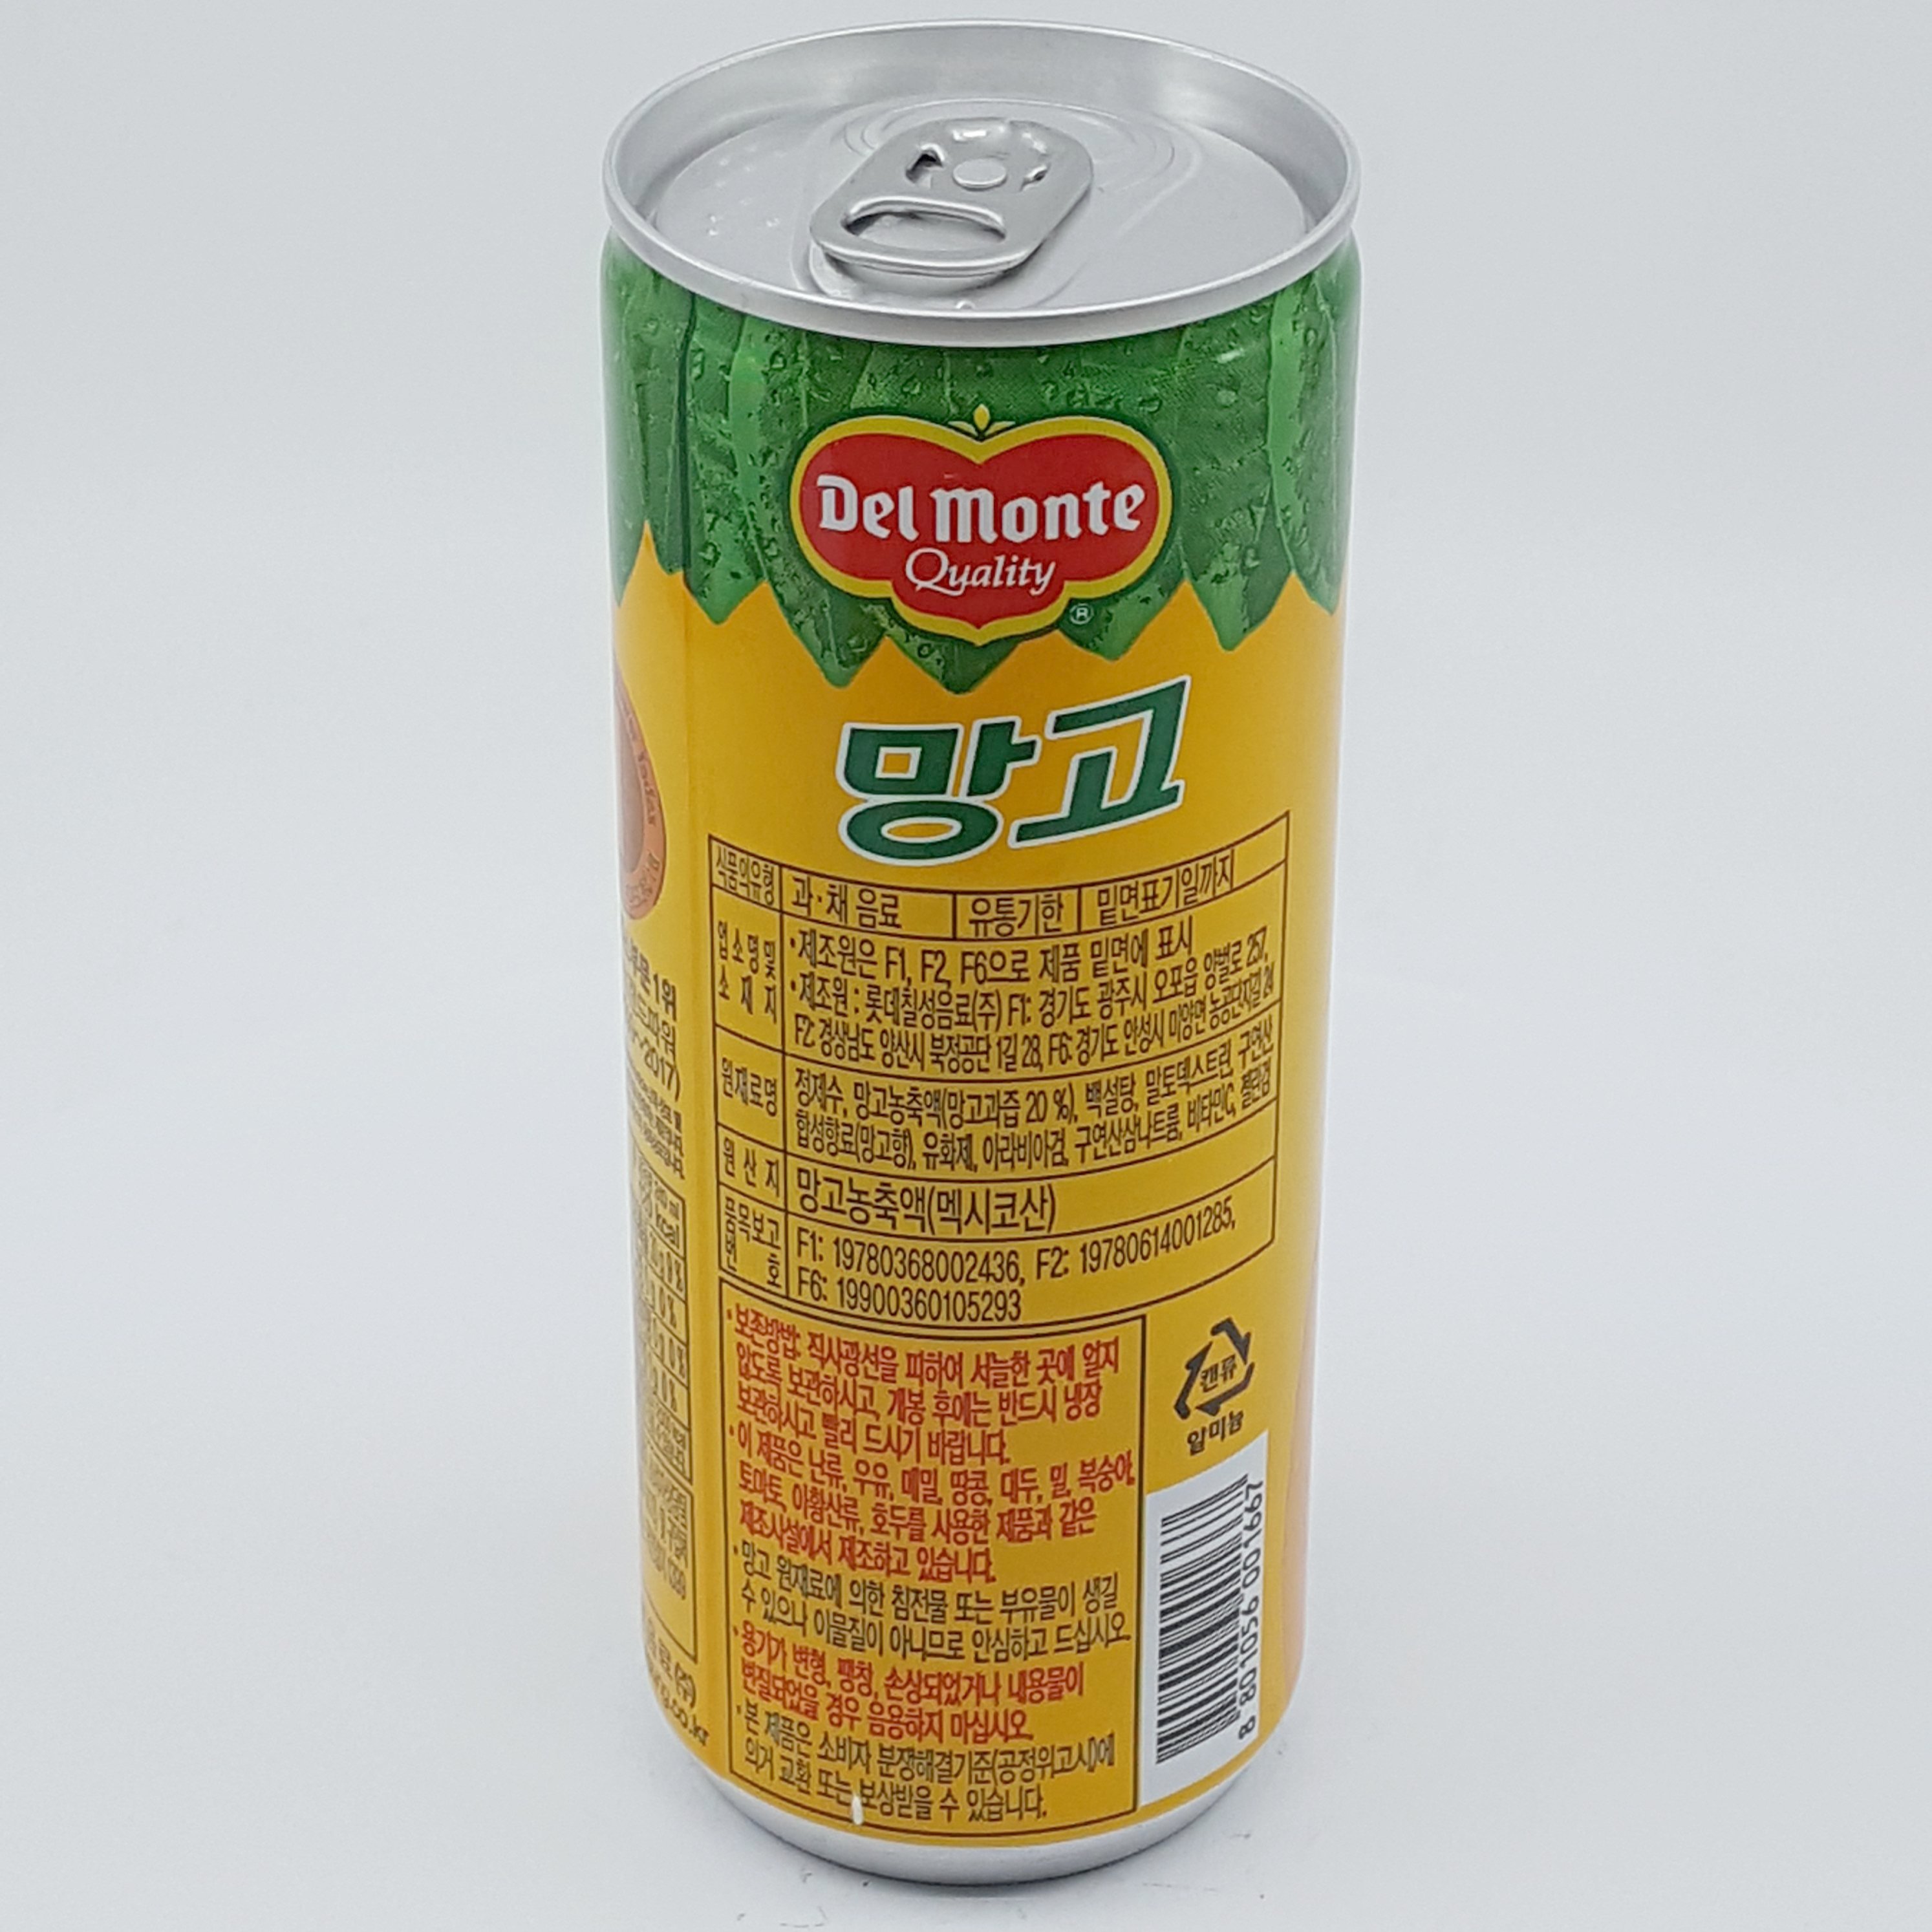 Del Monte
Quality
®
망고
식품의유형 과·채 음료 유통기한 밑면표기일까지
업소명 및 소재지 •제조원은 F1, F2, F6으로 제품 밑면에 표시
•제조원 : 롯데칠성음료(주) F1: 경기도 광주시 오포읍 양벌로 257,
F2: 경상남도 양산시 북정공단 1길 28, F6: 경기도 안성시 미양면 농공단지길 24
원재료명 정제수, 망고농축액(망고과즙 20 %), 백설탕, 말토덱스트린, 구연산
합성향료(망고향), 유화제, 아라비아검, 구연산삼나트륨, 비타민C, 젤란검
원산지 망고농축액(멕시코산)
품목보고번호 F1: 19780368002436, F2: 19780614001285,
F6: 19900360105293
•보존방법: 직사광선을 피하여 서늘한 곳에 얼지
않도록 보관하시고, 개봉 후에는 반드시 냉장
보관하시고 빨리 드시기 바랍니다.
•이 제품은 난류, 우유, 메밀, 땅콩, 대두, 밀, 복숭아,
토마토, 아황산류, 호두를 사용한 제품과 같은
제조시설에서 제조하고 있습니다.
•망고 원재료에 의한 침전물 또는 부유물이 생길
수 있으나 이물질이 아니므로 안심하고 드십시오.
•용기가 변형, 팽창, 손상되었거나 내용물이
변질되었을 경우 음용하지 마십시오.
•본 제품은 소비자 분쟁해결기준(공정위고시)에
의거 교환 또는 보상받을 수 있습니다.
캔류
알미늄
8 801056 001667
1위
2017)
kcal
(주)
.co.kr